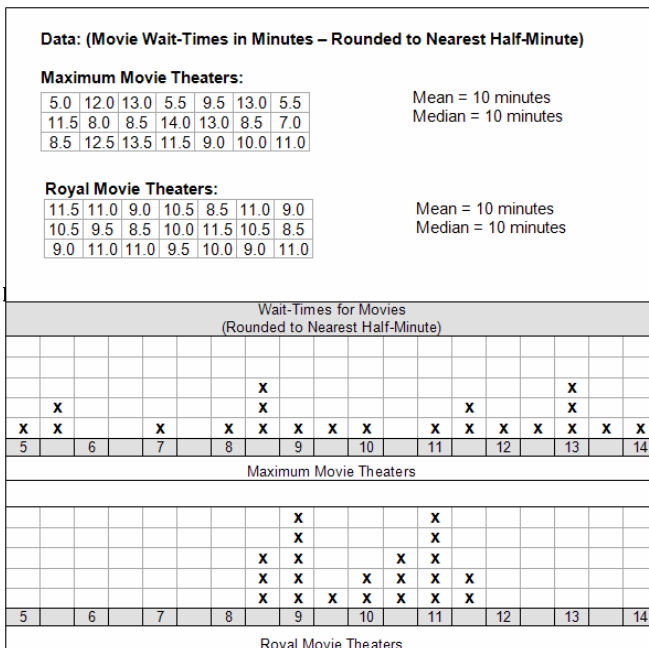 Data: (Movie Wait-Times in Minutes – Rounded to Nearest Half-Minute)
Maximum Movie Theaters:
5.0 12.0 13.0 5.5 9.5 13.0 5.5
11.5 8.0 8.5 14.0 13.0 8.5 7.0
8.5 12.5 13.5 11.5 9.0 10.0 11.0
Mean = 10 minutes
Median = 10 minutes
Royal Movie Theaters:
11.5 11.0 9.0 10.5 8.5 11.0 9.0
10.5 9.5 8.5 10.0 11.5 10.5 8.5
9.0 11.0 11.0 9.5 10.0 9.0 11.0
Mean = 10 minutes
Median = 10 minutes
Wait-Times for Movies
(Rounded to Nearest Half-Minute)
x x
x x x x
x x x x x x x x x x x x x x x
5 6 7 8 9 10 11 12 13 14
Maximum Movie Theaters
x x
x x
x x x x
x x x x x x
x x x x x x x
5 6 7 8 9 10 11 12 13 14
Royal Movie Theaters